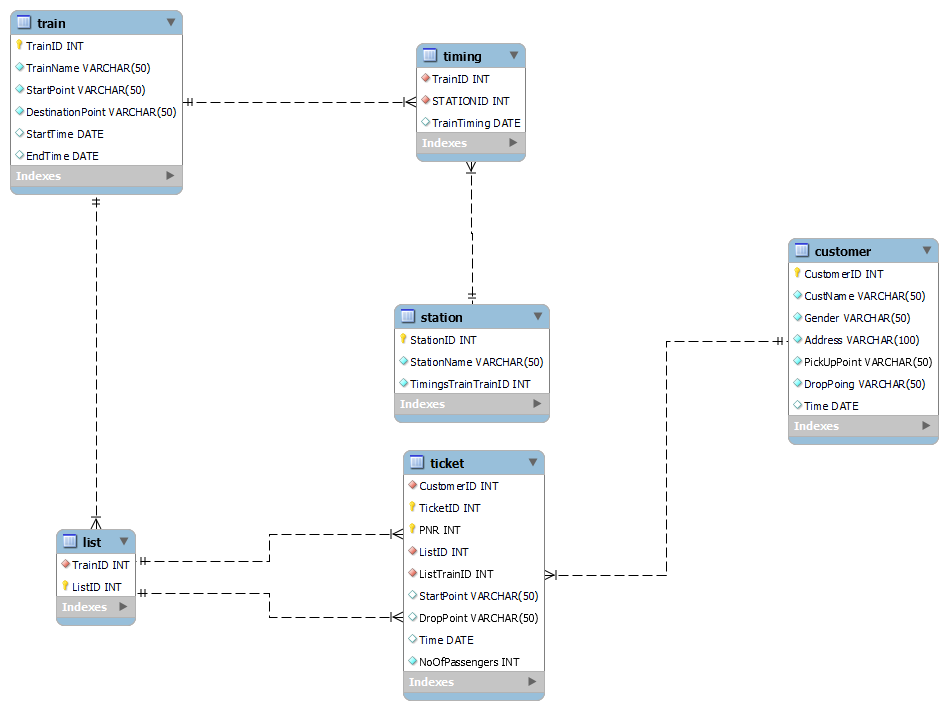 train
TrainID INT
TrainName VARCHAR(50)
StartPoint VARCHAR(50)
DestinationPoint VARCHAR(50)
StartTime DATE
EndTime DATE
Indexes
timing
TrainID INT
STATIONID INT
TrainTiming DATE
Indexes
customer
CustomerID INT
CustName VARCHAR(50)
Gender VARCHAR(50)
Address VARCHAR(100)
PickUpPoint VARCHAR(50)
DropPoing VARCHAR(50)
Time DATE
Indexes
station
StationID INT
StationName VARCHAR(50)
TimingsTrainTrainID INT
Indexes
ticket
CustomerID INT
TicketID INT
PNR INT
ListID INT
ListTrainID INT
StartPoint VARCHAR(50)
DropPoint VARCHAR(50)
Time DATE
NoOfPassengers INT
Indexes
list
TrainID INT
ListID INT
Indexes